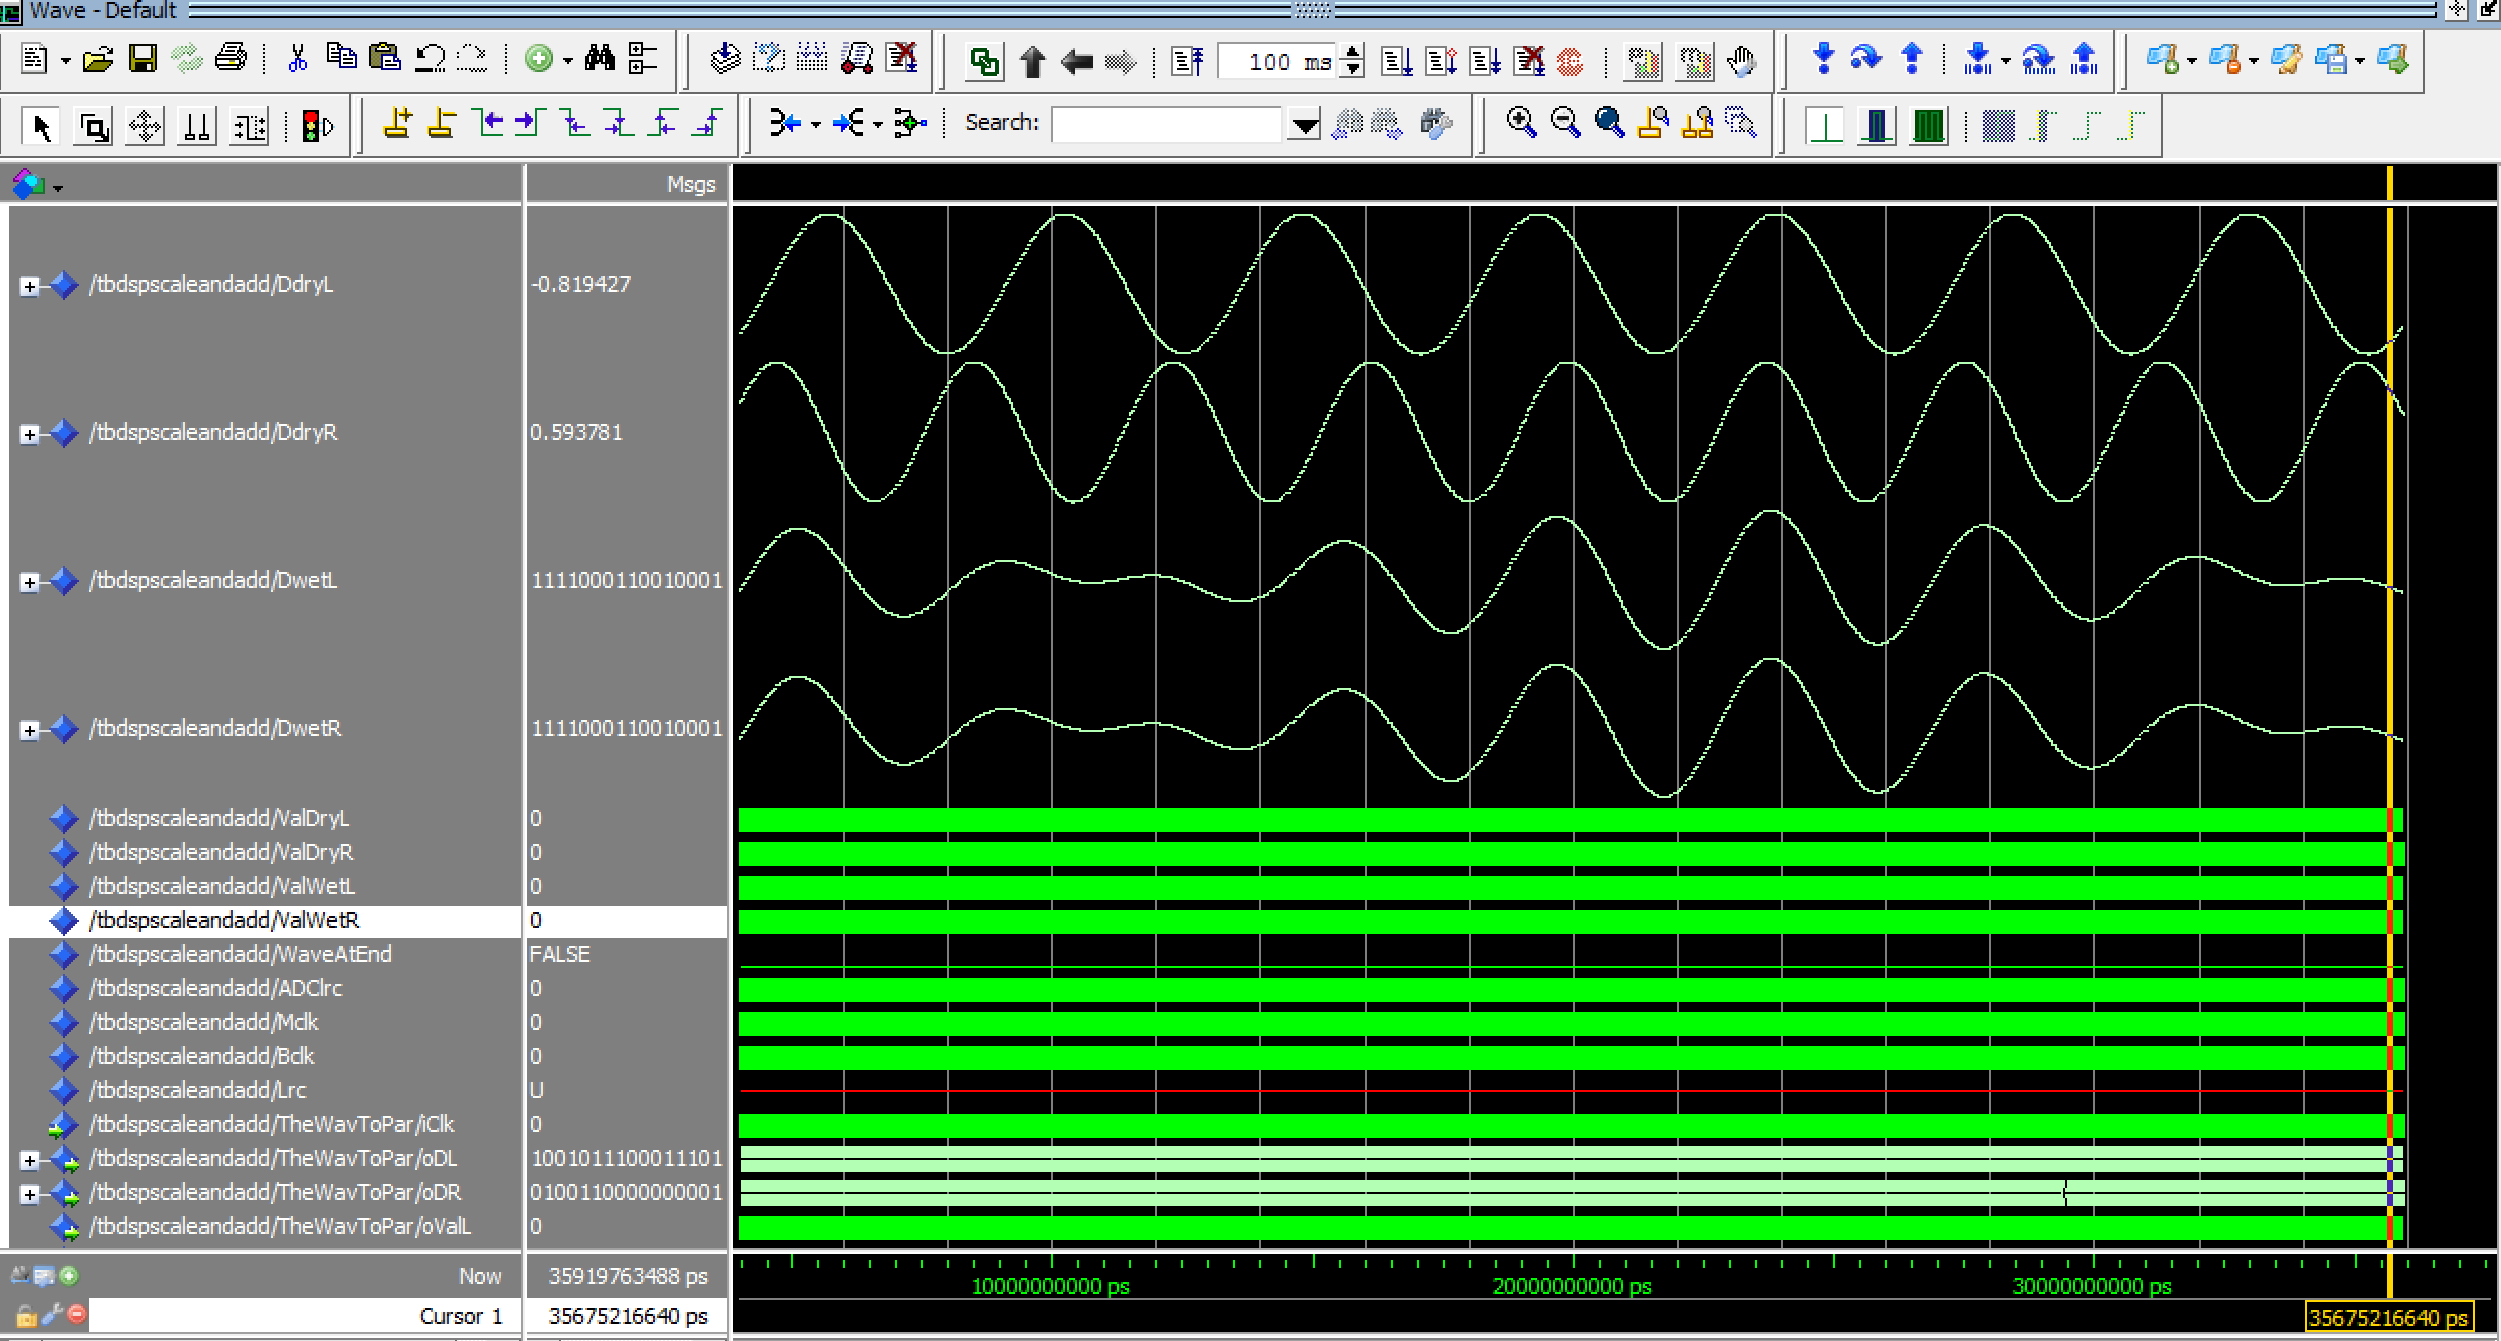 Wave - Default
100 ms
Search:
Msgs
/tbdspscaleandadd/DdryL -0.819427
/tbdspscaleandadd/DdryR 0.593781
/tbdspscaleandadd/DwetL 1111000110010001
/tbdspscaleandadd/DwetR 1111000110010001
/tbdspscaleandadd/ValDryL 0
/tbdspscaleandadd/ValDryR 0
/tbdspscaleandadd/ValWetL 0
/tbdspscaleandadd/ValWetR 0
/tbdspscaleandadd/WaveAtEnd FALSE
/tbdspscaleandadd/ADClrc 0
/tbdspscaleandadd/Mclk 0
/tbdspscaleandadd/Bclk 0
/tbdspscaleandadd/Lrc U
/tbdspscaleandadd/TheWavToPar/iClk 0
/tbdspscaleandadd/TheWavToPar/oDL 1001011100011101
/tbdspscaleandadd/TheWavToPar/oDR 0100110000000001
/tbdspscaleandadd/TheWavToPar/oValL 0
Now 35919763488 ps 10000000000 ps 20000000000 ps 30000000000 ps
Cursor 1 35675216640 ps 35675216640 ps